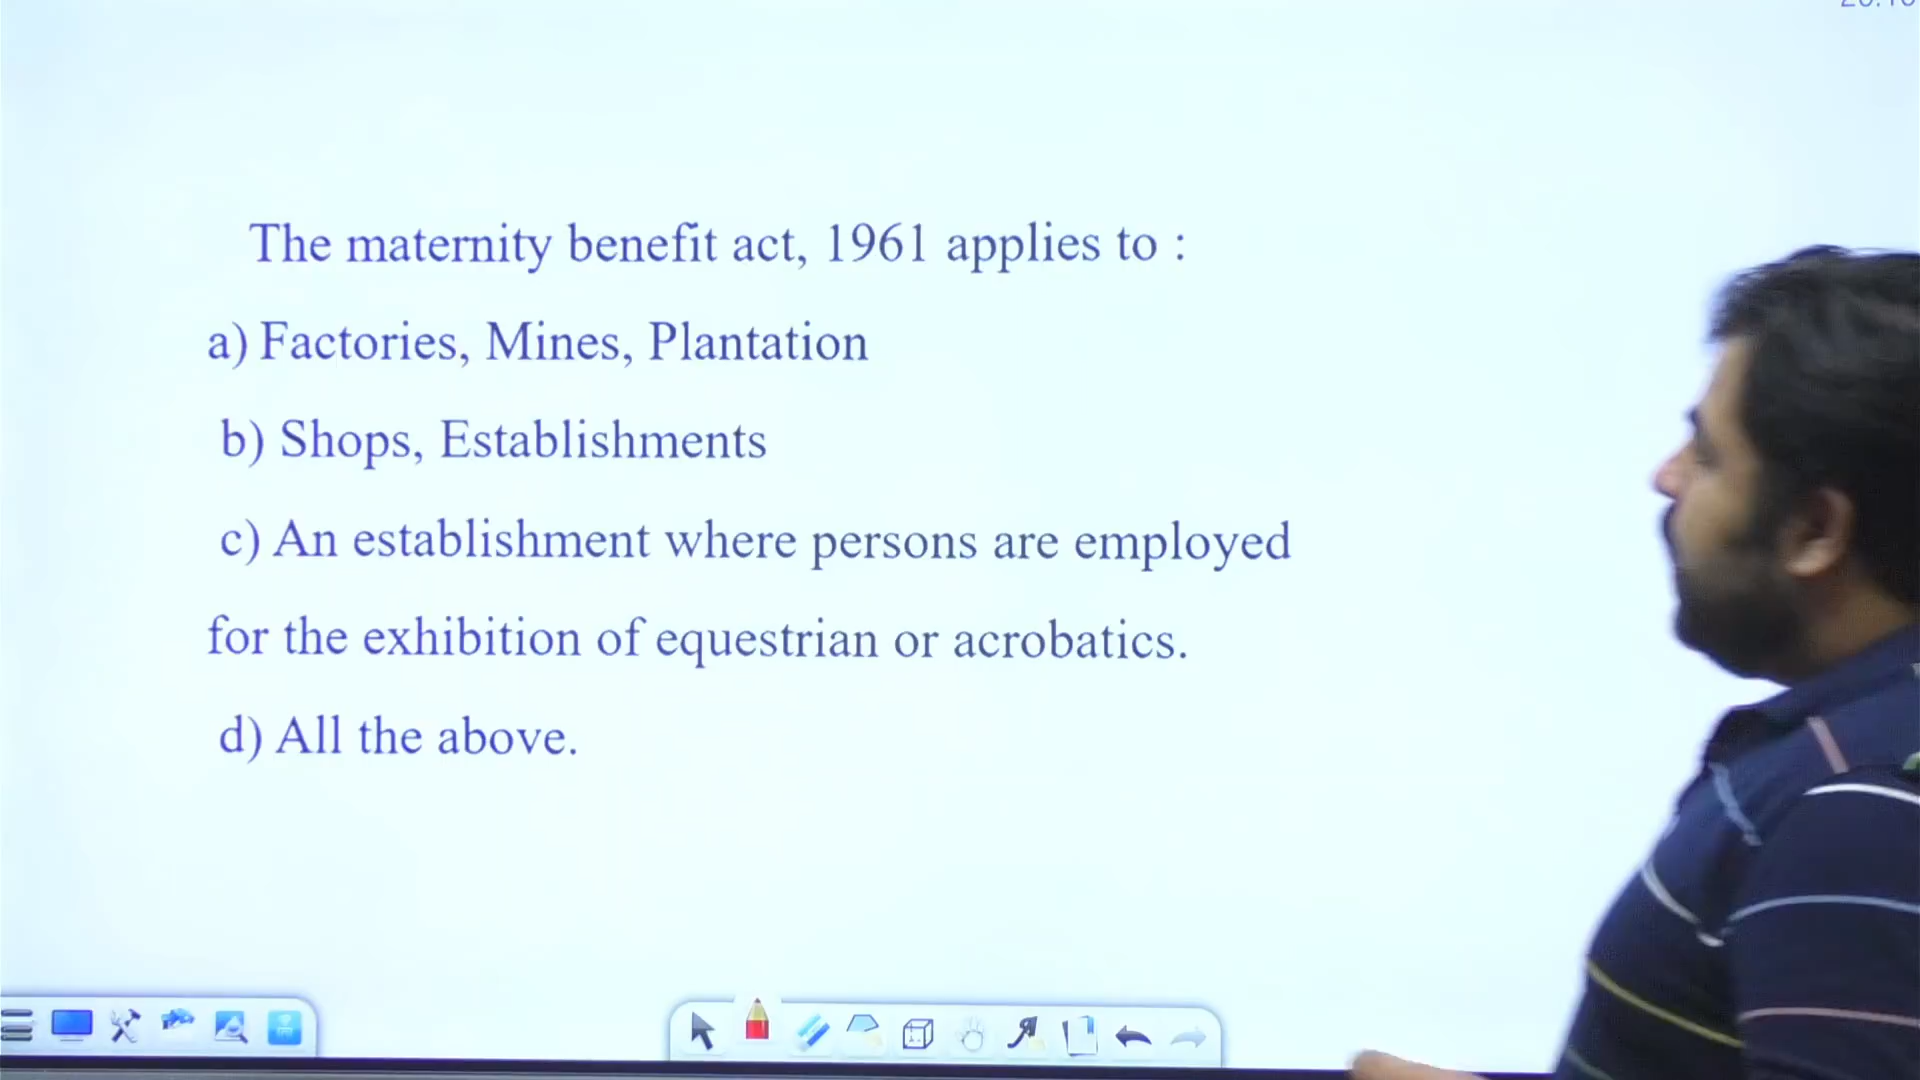 The maternity benefit act, 1961 applies to :
a) Factories, Mines, Plantation
b) Shops, Establishments
c) An establishment where persons are employed
for the exhibition of equestrian or acrobatics.
d) All the above.